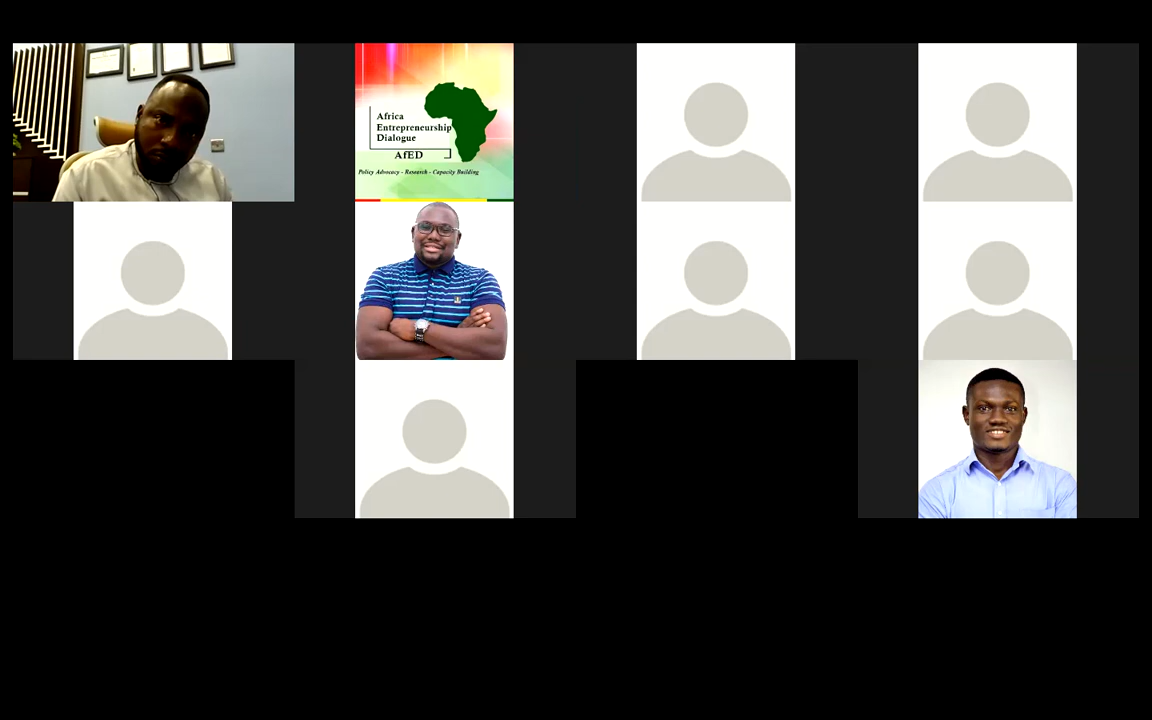 Africa
Entrepreneurship
Dialogue
AfED
Policy Advocacy - Research - Capacity Building